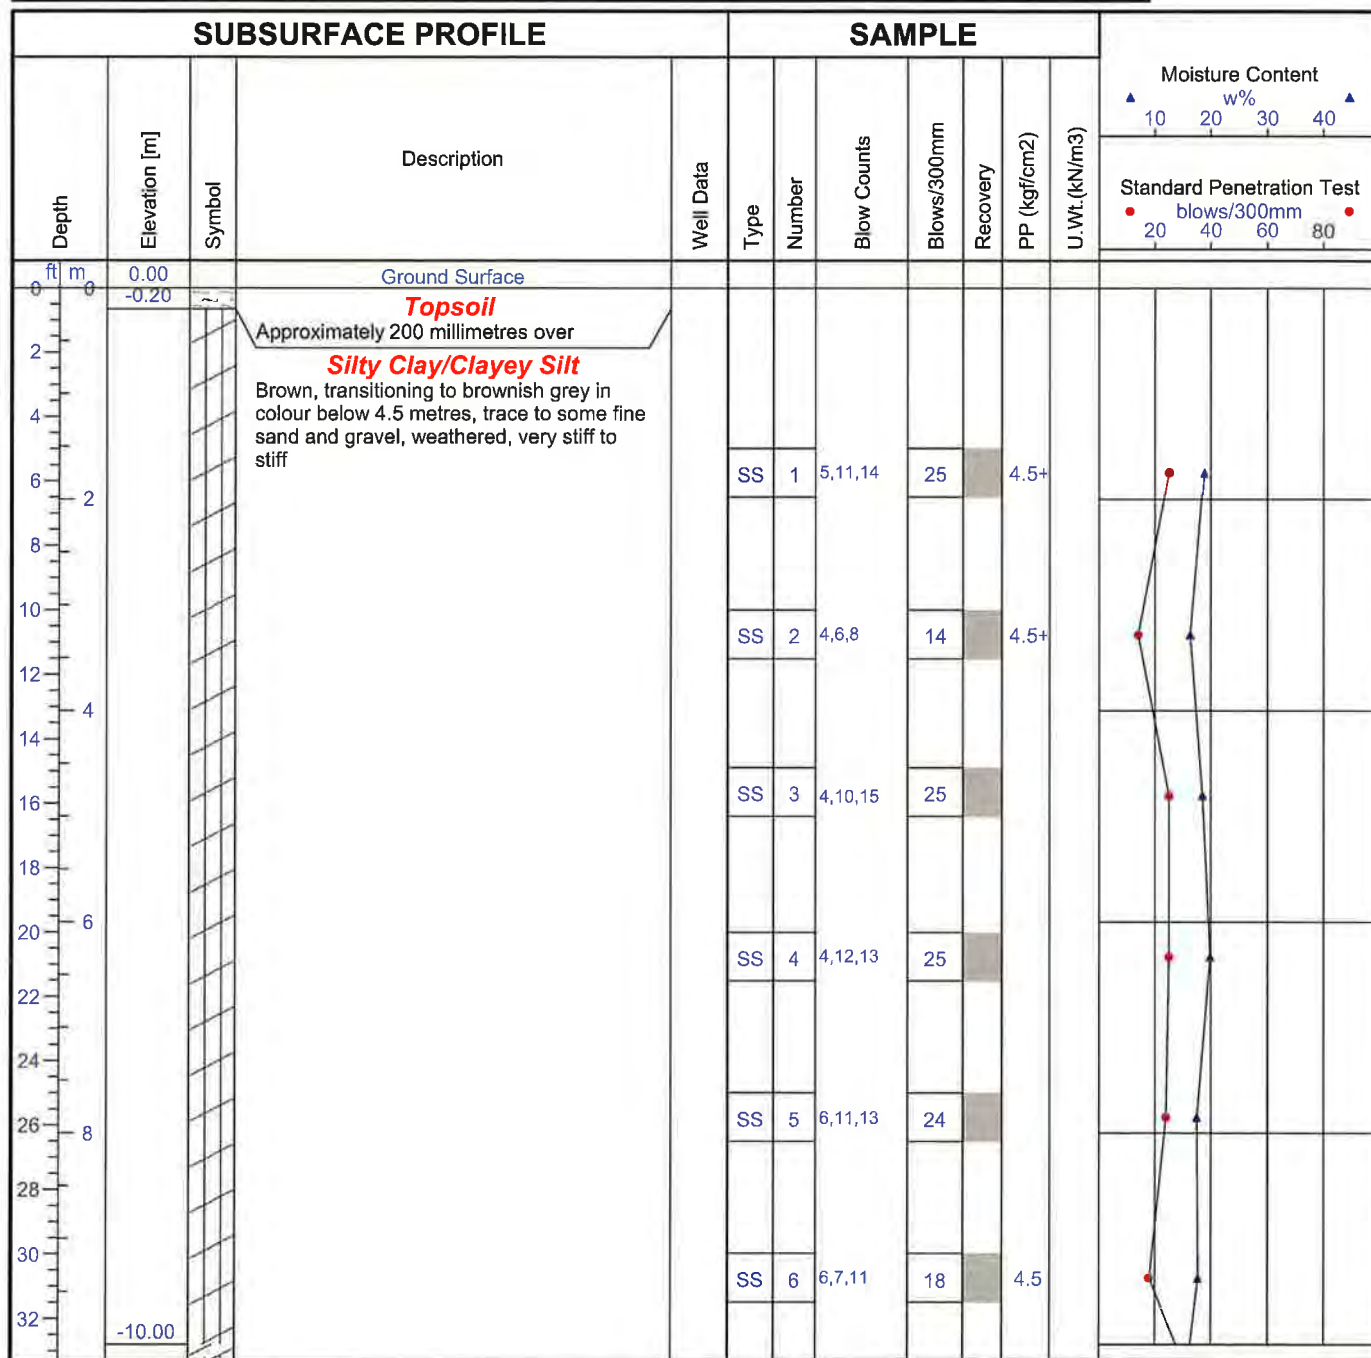 SUBSURFACE PROFILE
SAMPLE
Depth
Elevation [m]
Symbol
Description
Well Data
Type
Number
Blow Counts
Blows/300mm
Recovery
PP (kgf/cm2)
U.Wt.(kN/m3)
Moisture Content
w%
10 20 30 40
Standard Penetration Test
blows/300mm
20 40 60 80
ft m 0.00 Ground Surface
0 0 -0.20
Topsoil
Approximately 200 millimetres over
2
Silty Clay/Clayey Silt
Brown, transitioning to brownish grey in
colour below 4.5 metres, trace to some fine
sand and gravel, weathered, very stiff to
stiff
4
6 SS 1 5,11,14 25 4.5+
2
8
10
SS 2 4,6,8 14 4.5+
12
4
14
16 SS 3 4,10,15 25
18
6
20
SS 4 4,12,13 25
22
24
26 SS 5 6,11,13 24
8
28
30
SS 6 6,7,11 18 4.5
32
-10.00